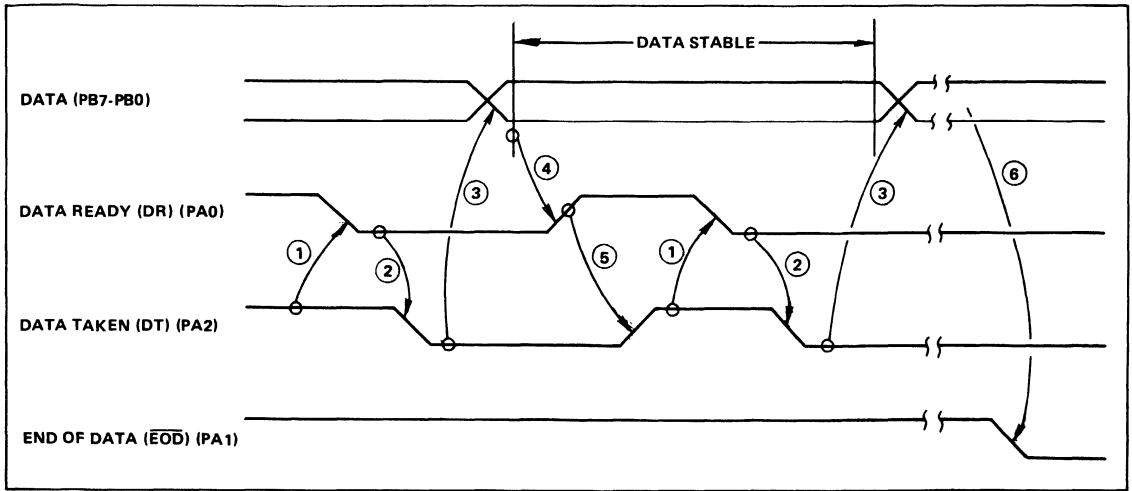 DATA STABLE
DATA (PB7-PB0)
4
3
3
6
DATA READY (DR) (PA0)
1
2
5
1
2
DATA TAKEN (DT) (PA2)
END OF DATA (E̅O̅D̅) (PA1)